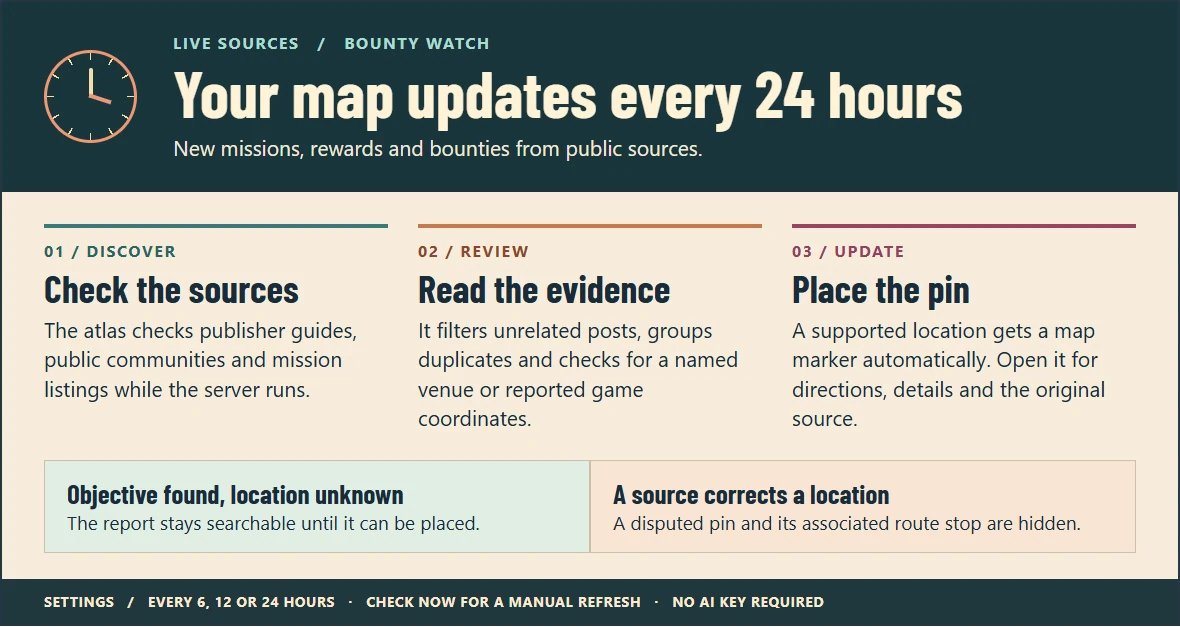 LIVE SOURCES / BOUNTY WATCH
Your map updates every 24 hours
New missions, rewards and bounties from public sources.
01 / DISCOVER
Check the sources
The atlas checks publisher guides,
public communities and mission
listings while the server runs.
02 / REVIEW
Read the evidence
It filters unrelated posts, groups
duplicates and checks for a named
venue or reported game
coordinates.
03 / UPDATE
Place the pin
A supported location gets a map
marker automatically. Open it for
directions, details and the original
source.
Objective found, location unknown
The report stays searchable until it can be placed.
A source corrects a location
A disputed pin and its associated route stop are hidden.
SETTINGS / EVERY 6, 12 OR 24 HOURS · CHECK NOW FOR A MANUAL REFRESH · NO AI KEY REQUIRED